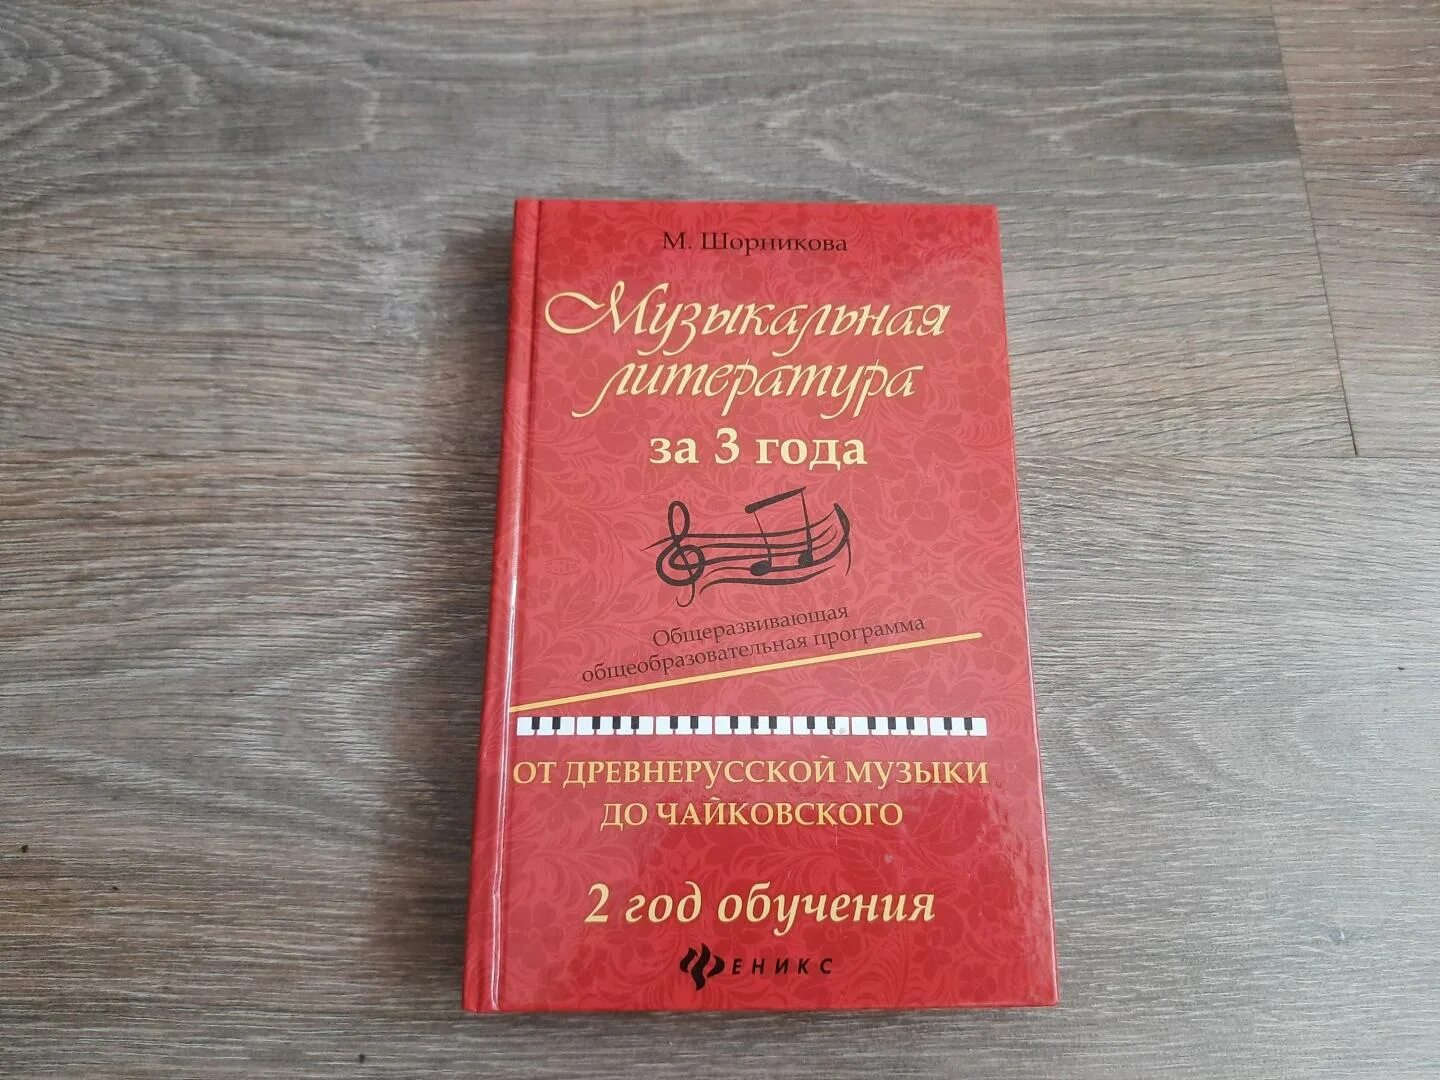 М. Шорникова
Музыкальная
литература
за 3 года
Общеразвивающая
общеобразовательная программа
ОТ ДРЕВНЕРУССКОЙ МУЗЫКИ
ДО ЧАЙКОВСКОГО
2 год обучения
ФЕНИКС